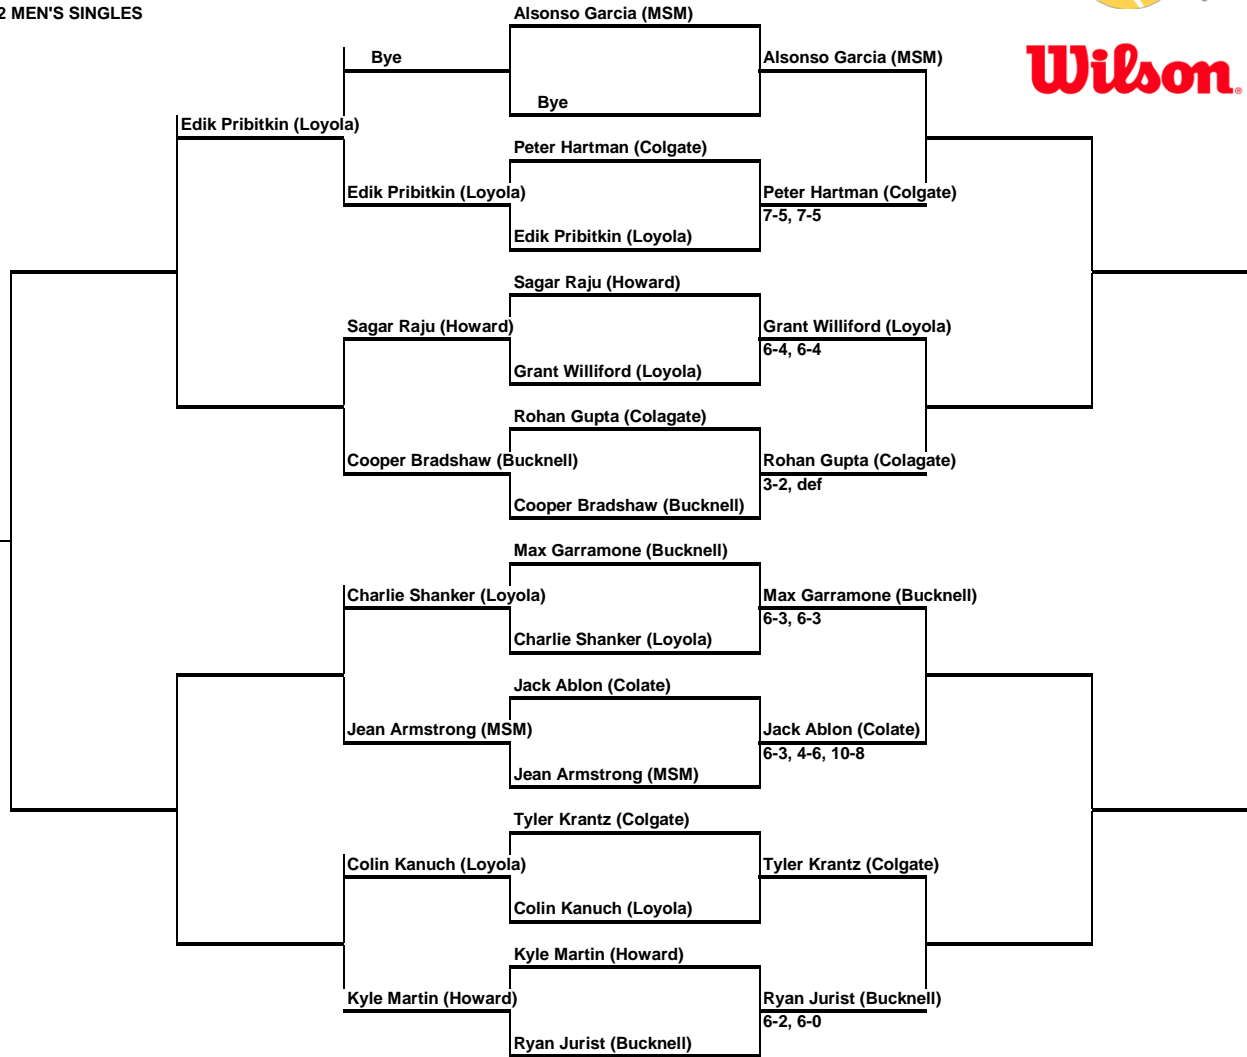 2 MEN'S SINGLES
Alsonso Garcia (MSM)
Bye
Alsonso Garcia (MSM)
Wilson
Bye
Edik Pribitkin (Loyola)
Peter Hartman (Colgate)
Edik Pribitkin (Loyola)
Peter Hartman (Colgate)
7-5, 7-5
Edik Pribitkin (Loyola)
Sagar Raju (Howard)
Sagar Raju (Howard)
Grant Williford (Loyola)
6-4, 6-4
Grant Williford (Loyola)
Rohan Gupta (Colagate)
Cooper Bradshaw (Bucknell)
Rohan Gupta (Colagate)
3-2, def
Cooper Bradshaw (Bucknell)
Max Garramone (Bucknell)
Charlie Shanker (Loyola)
Max Garramone (Bucknell)
6-3, 6-3
Charlie Shanker (Loyola)
Jack Ablon (Colate)
Jean Armstrong (MSM)
Jack Ablon (Colate)
6-3, 4-6, 10-8
Jean Armstrong (MSM)
Tyler Krantz (Colgate)
Colin Kanuch (Loyola)
Tyler Krantz (Colgate)
Colin Kanuch (Loyola)
Kyle Martin (Howard)
Kyle Martin (Howard)
Ryan Jurist (Bucknell)
6-2, 6-0
Ryan Jurist (Bucknell)